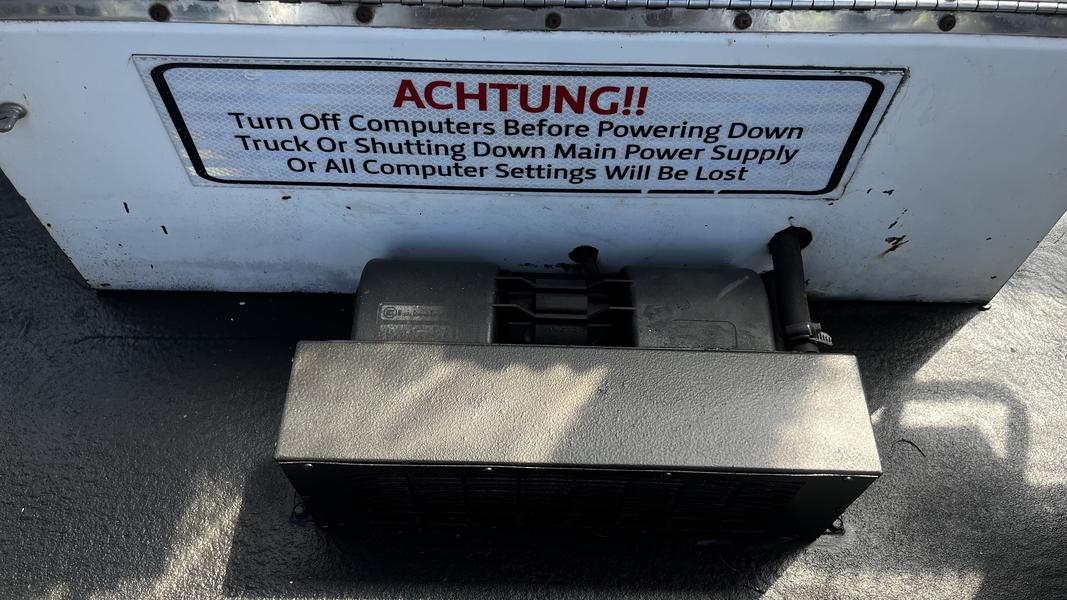 ACHTUNG!!
Turn Off Computers Before Powering Down
Truck Or Shutting Down Main Power Supply
Or All Computer Settings Will Be Lost